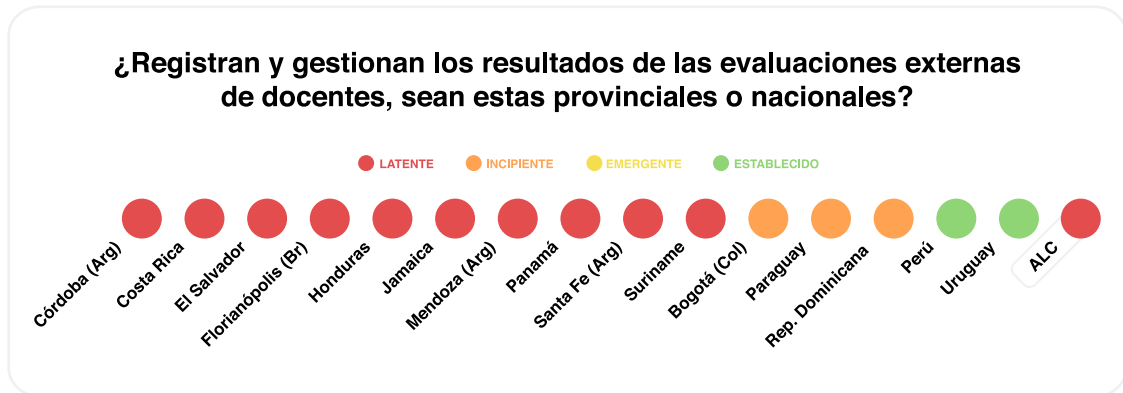 ¿Registran y gestionan los resultados de las evaluaciones externas
de docentes, sean estas provinciales o nacionales?
LATENTE
INCIPIENTE
EMERGENTE
ESTABLECIDO
Córdoba (Arg)
Costa Rica
El Salvador
Florianópolis (Br)
Honduras
Jamaica
Mendoza (Arg)
Panamá
Santa Fe (Arg)
Suriname
Bogotá (Col)
Paraguay
Rep. Dominicana
Perú
Uruguay
ALC